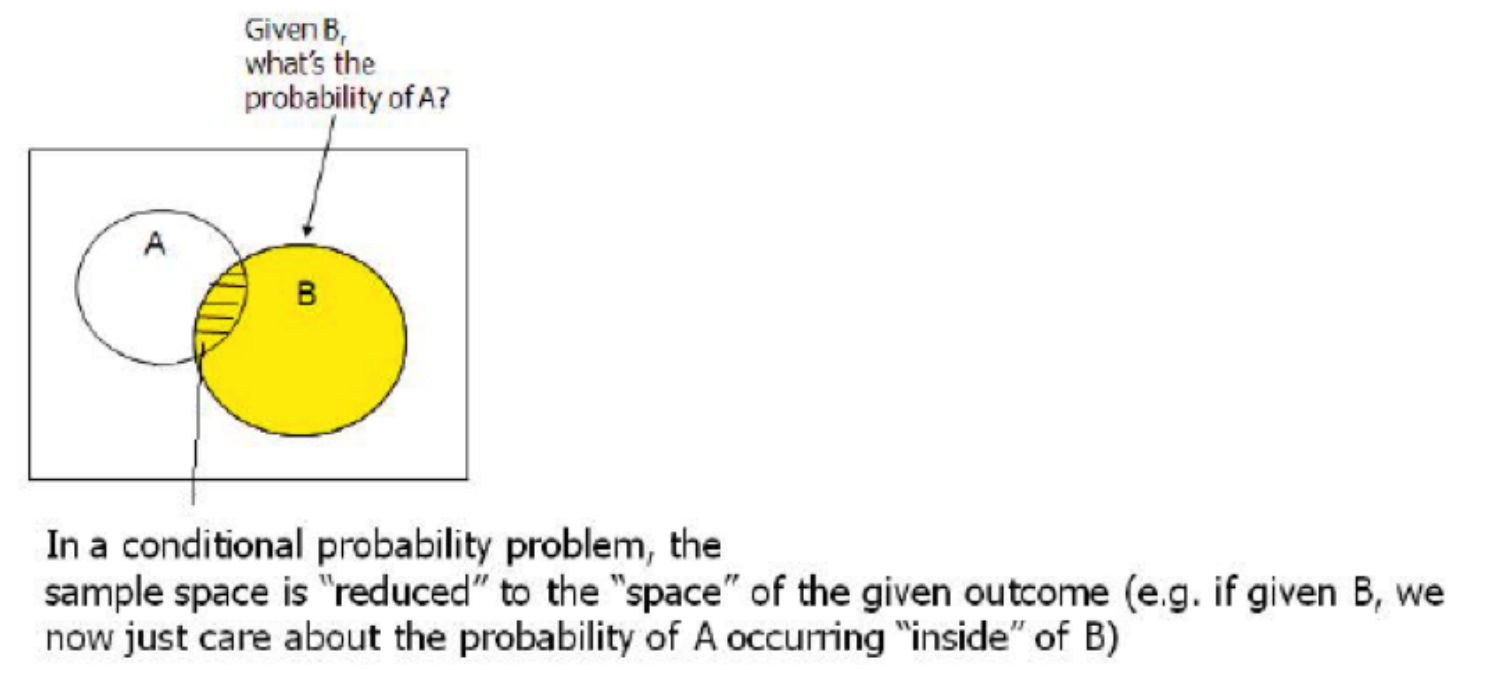 Given B,
what's the
probability of A?
A
B
In a conditional probability problem, the
sample space is “reduced” to the “space” of the given outcome (e.g. if given B, we
now just care about the probability of A occurring “inside” of B)